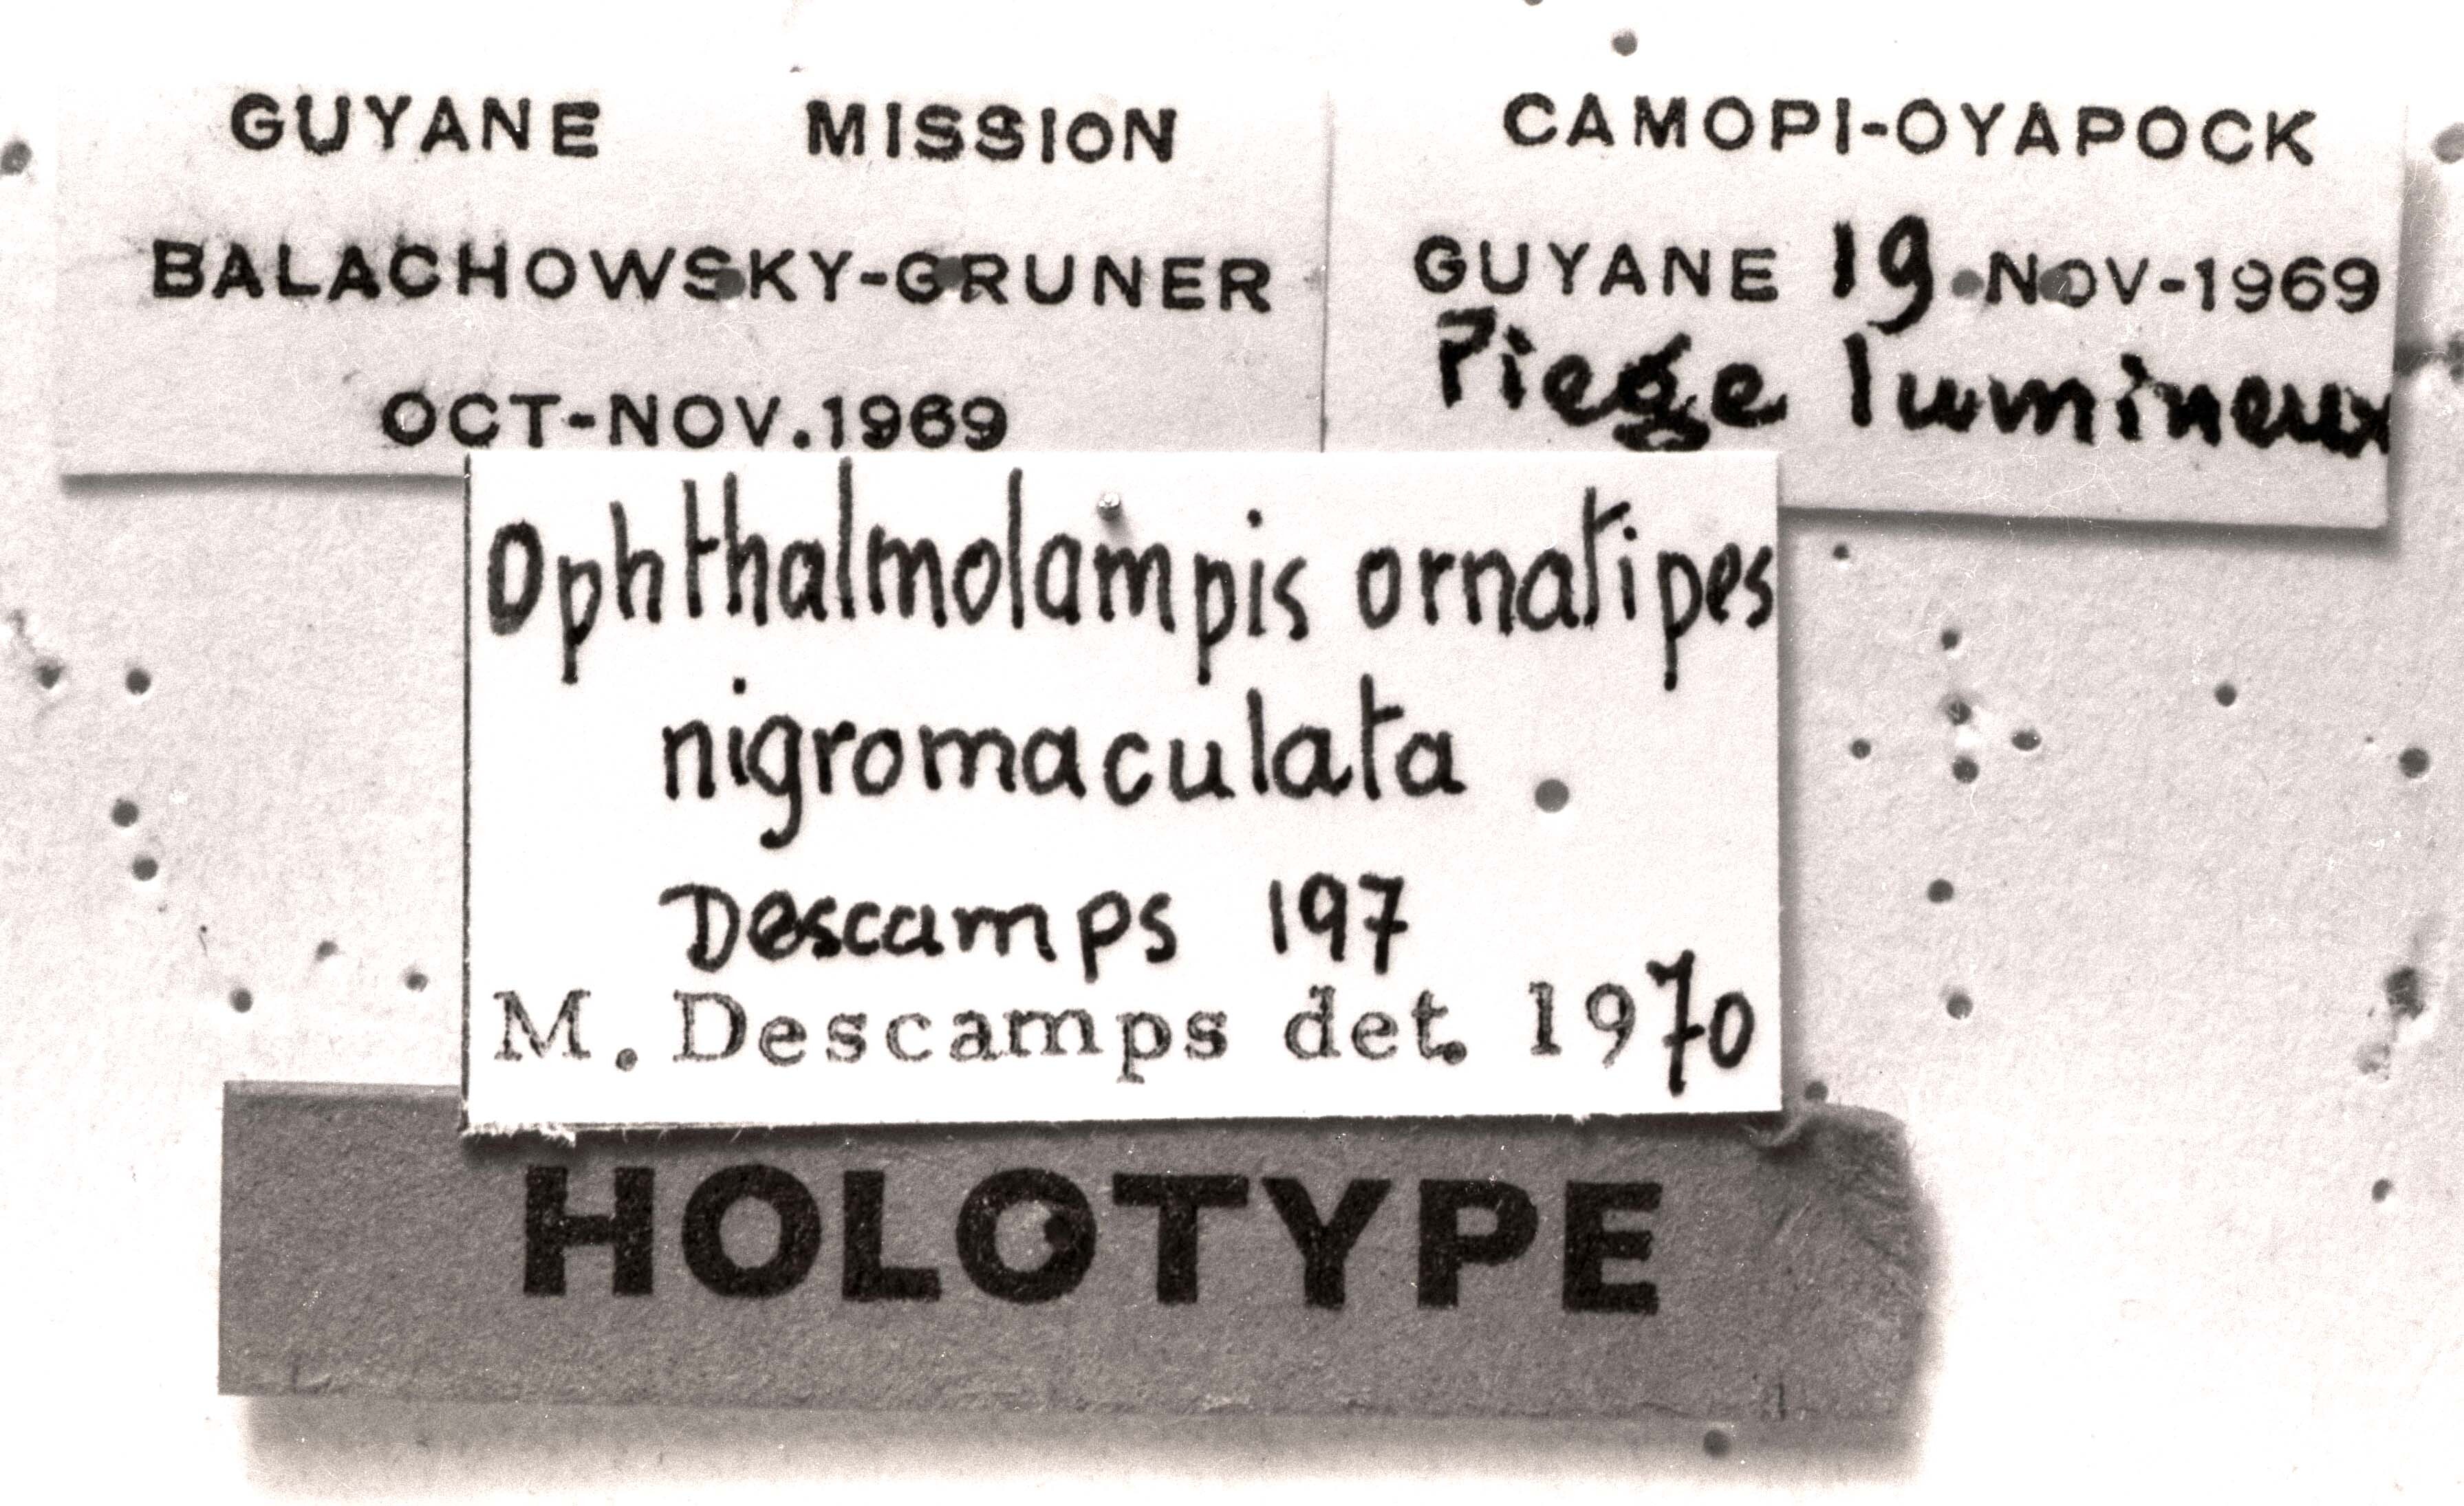 GUYANE MISSION
BALACHOWSKY-GRUNER
OCT-NOV.1969
CAMOPI-OYAPOCK
GUYANE 19 NOV-1969
Piege lumineux
Ophthalmolampis ornatipes
nigromaculata.
Descamps 197
M. Descamps det. 1970
HOLOTYPE